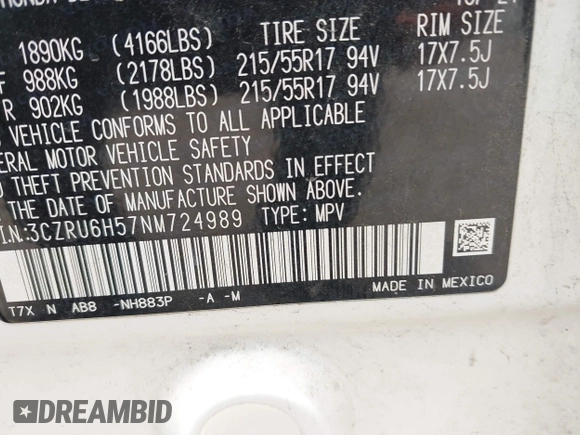 TIRE SIZE RIM SIZE
1890KG (4166LBS)
F 988KG (2178LBS) 215/55R17 94V 17X7.5J
R 902KG (1988LBS) 215/55R17 94V 17X7.5J
VEHICLE CONFORMS TO ALL APPLICABLE
ERAL MOTOR VEHICLE SAFETY
THEFT PREVENTION STANDARDS IN EFFECT
THE DATE OF MANUFACTURE SHOWN ABOVE.
I.N.:3CZRU6H57NM724989 TYPE: MPV
MADE IN MEXICO
T7X N AB8 -NH883P -A -M
DREAMBID